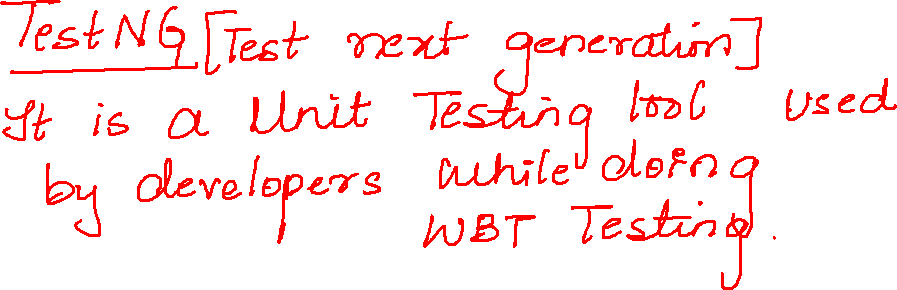 TestNG [Test next generation]
It is a Unit Testing tool used
by developers while doing
WBT Testing.